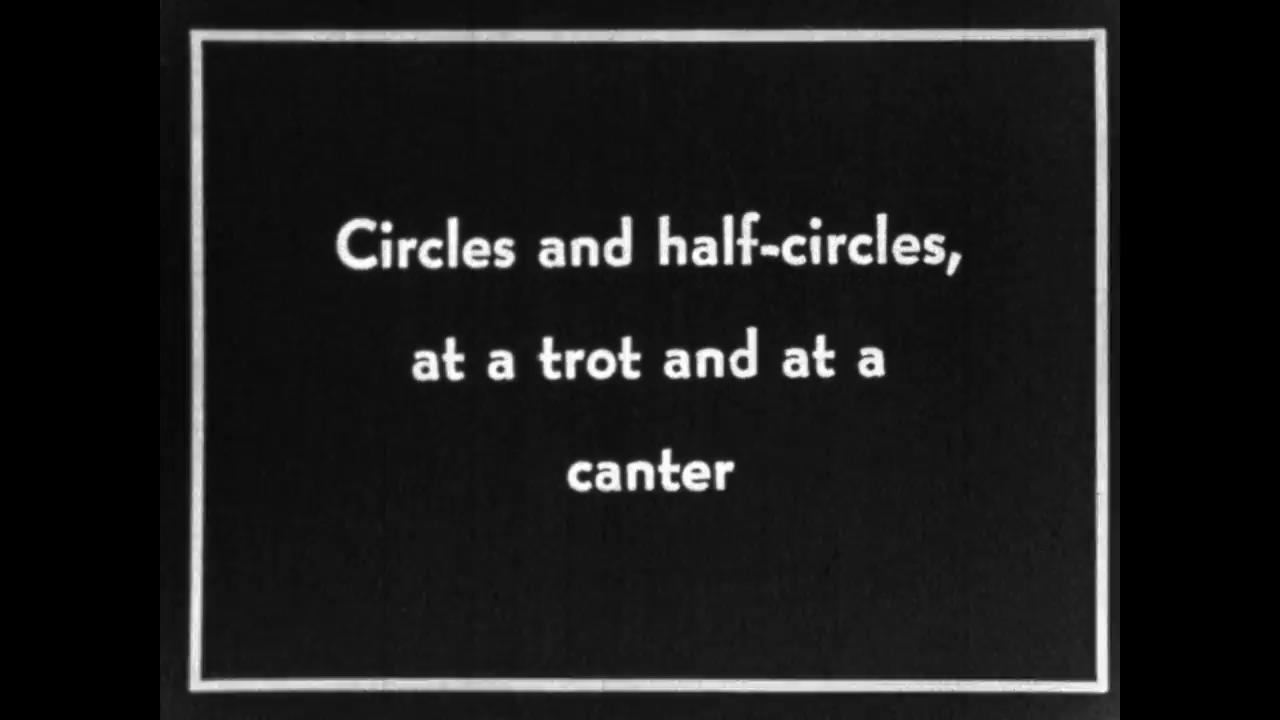 Circles and half-circles,
at a trot and at a
canter